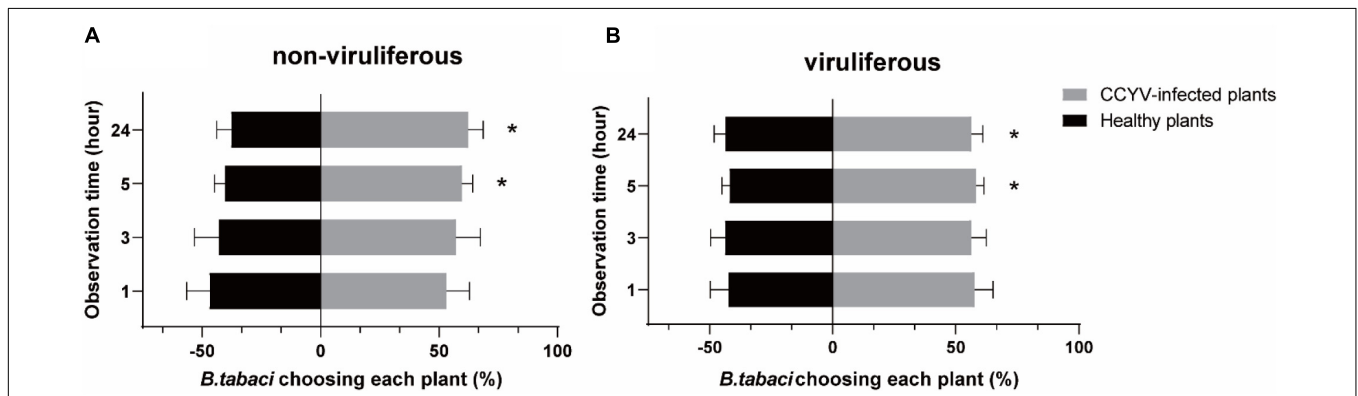 A
non-viruliferous
Observation time (hour)
24
*
5
*
3
1
-50 0 50 100
B.tabaci choosing each plant (%)
B
viruliferous
Observation time (hour)
24
*
5
*
3
1
-50 0 50 100
B.tabaci choosing each plant (%)
CCYV-infected plants
Healthy plants